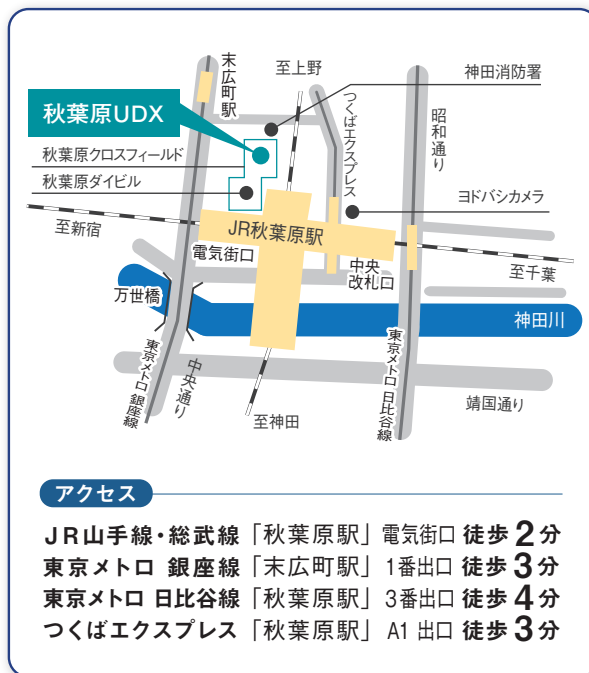 末広町駅
至上野
神田消防署
秋葉原UDX
つくばエクスプレス
昭和通り
秋葉原クロスフィールド
秋葉原ダイビル
ヨドバシカメラ
至新宿
JR秋葉原駅
電気街口
中央
改札口
至千葉
万世橋
神田川
東京メトロ 銀座線
中央通り
東京メトロ 日比谷線
靖国通り
至神田
アクセス
JR山手線・総武線「秋葉原駅」電気街口 徒歩 2分
東京メトロ 銀座線「末広町駅」1番出口 徒歩 3分
東京メトロ 日比谷線「秋葉原駅」3番出口 徒歩 4分
つくばエクスプレス「秋葉原駅」A1 出口 徒歩 3分